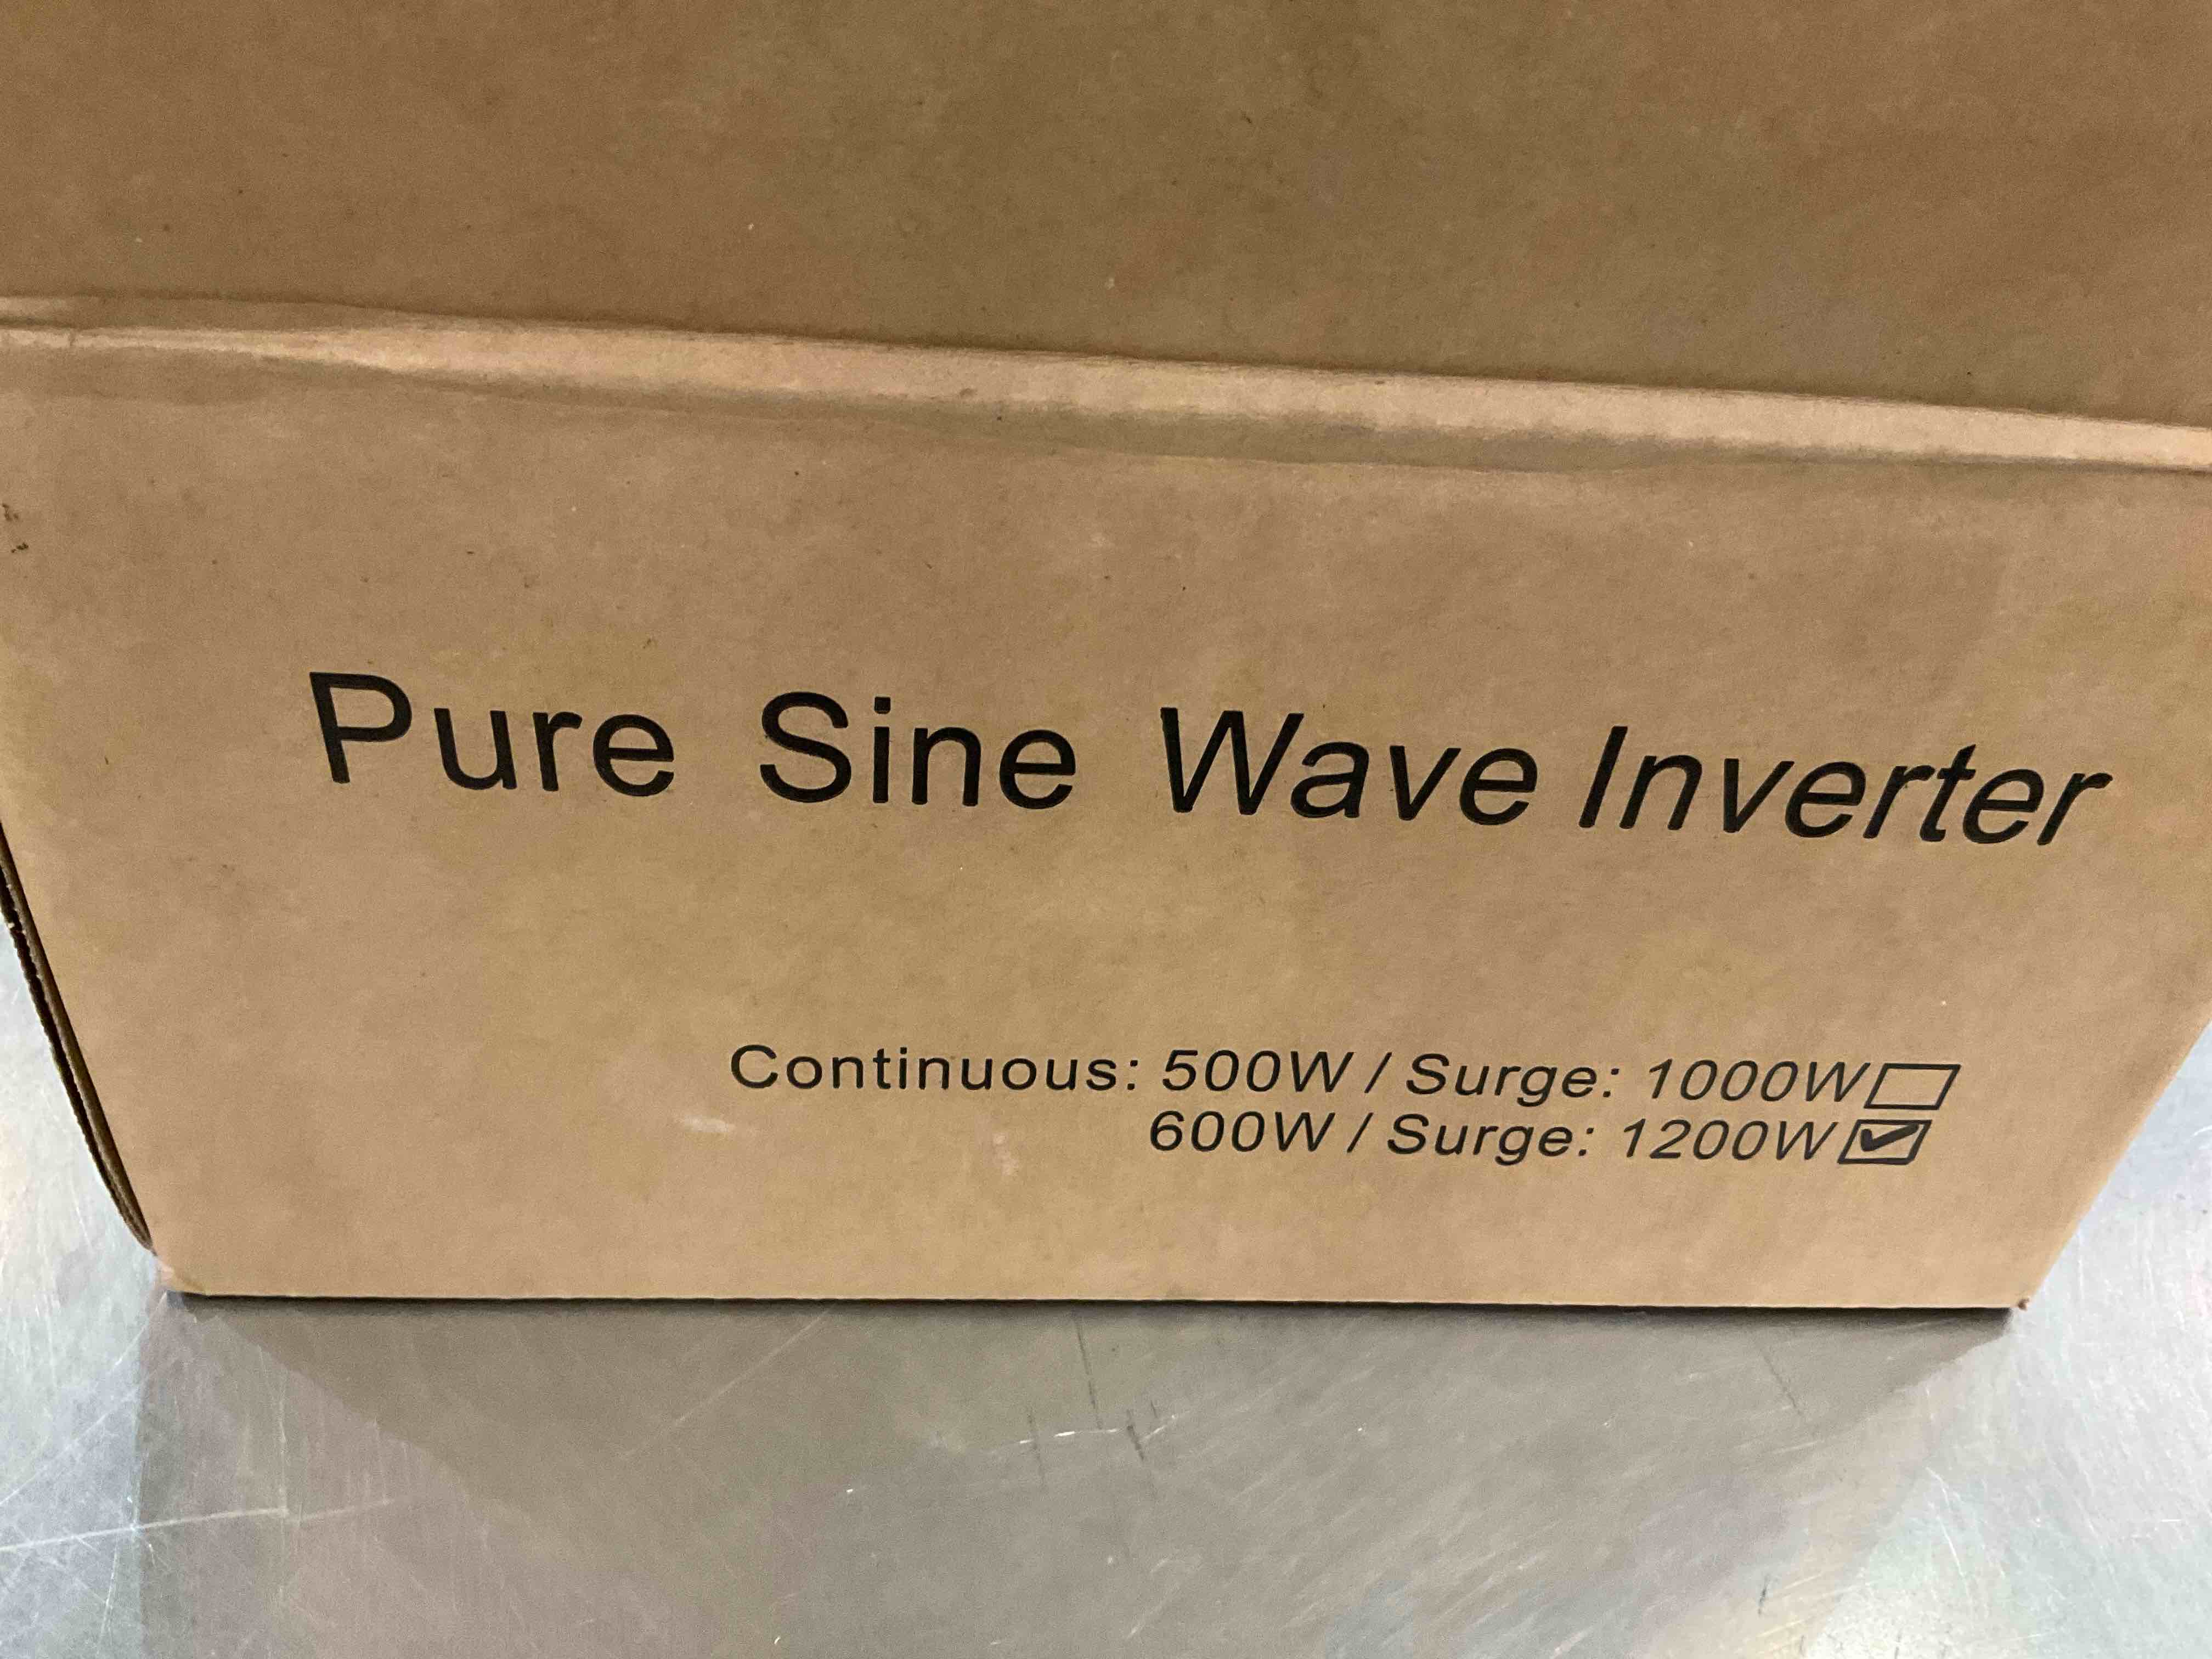 Pure Sine Wave Inverter
Continuous: 500W / Surge: 1000W
600W / Surge: 1200W